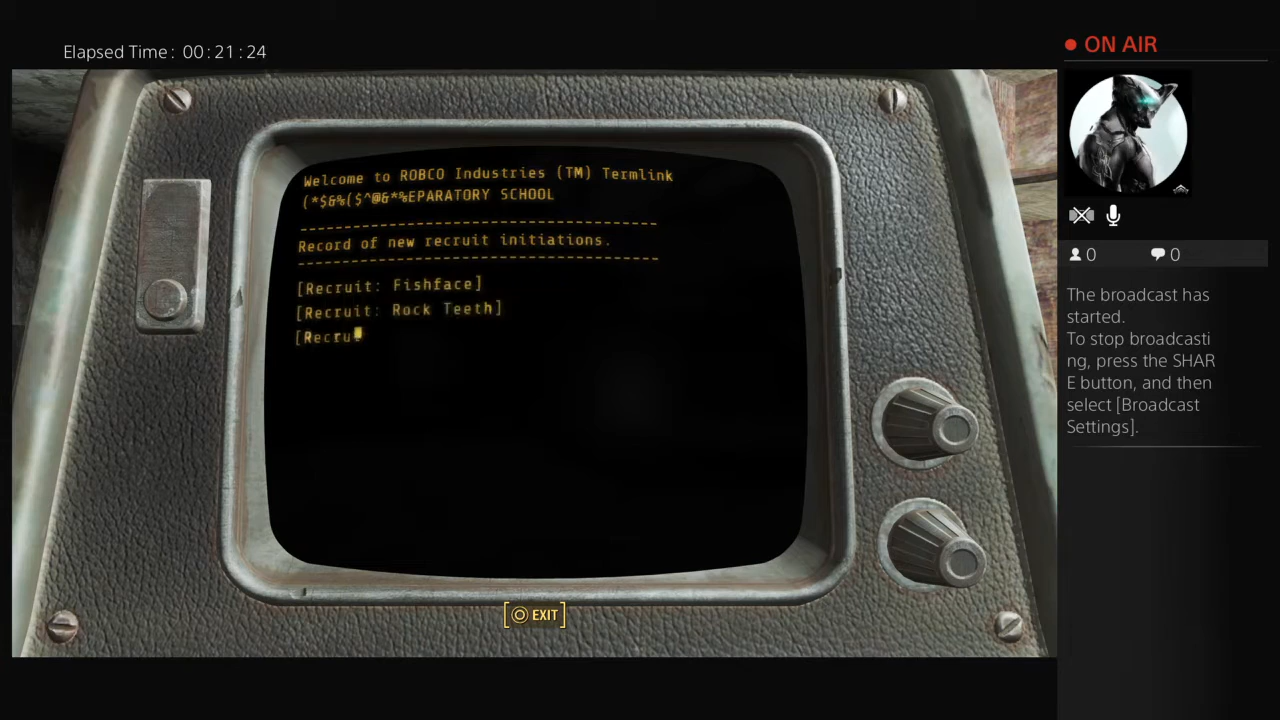 Elapsed Time: 00:21:24
ON AIR
Welcome to ROBCO Industries (TM) Termlink
(*$&%($^@&*%EPARATORY SCHOOL
------------------------------------------
Record of new recruit initiations.
------------------------------------------
[Recruit: Fishface]
[Recruit: Rock Teeth]
[Recru
EXIT
0 0
The broadcast has
started.
To stop broadcasti
ng, press the SHAR
E button, and then
select [Broadcast
Settings].